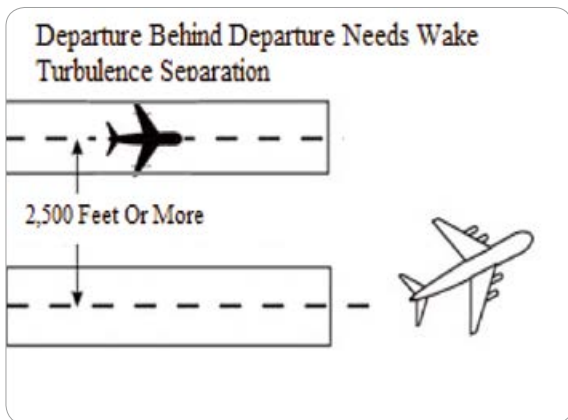 Departure Behind Departure Needs Wake
Turbulence Separation
2,500 Feet Or More